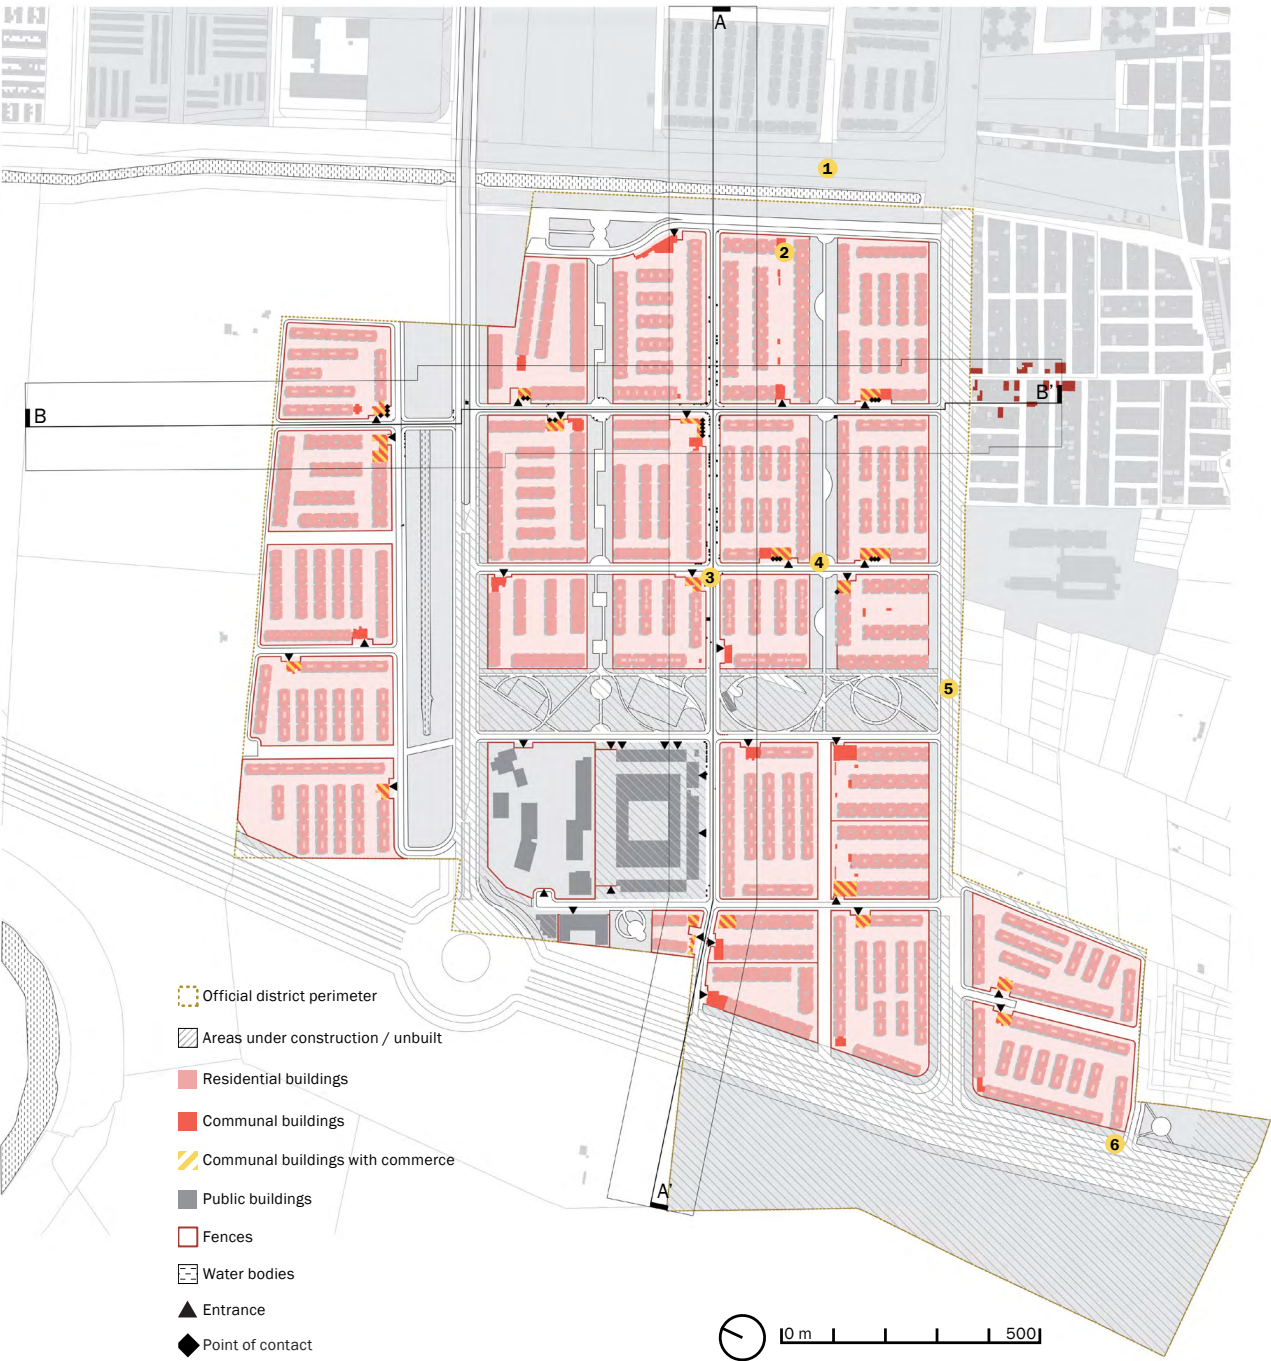 A
1
2
B
B'
3
4
5
6
A'
Official district perimeter
Areas under construction / unbuilt
Residential buildings
Communal buildings
Communal buildings with commerce
Public buildings
Fences
Water bodies
Entrance
Point of contact
0 m 500